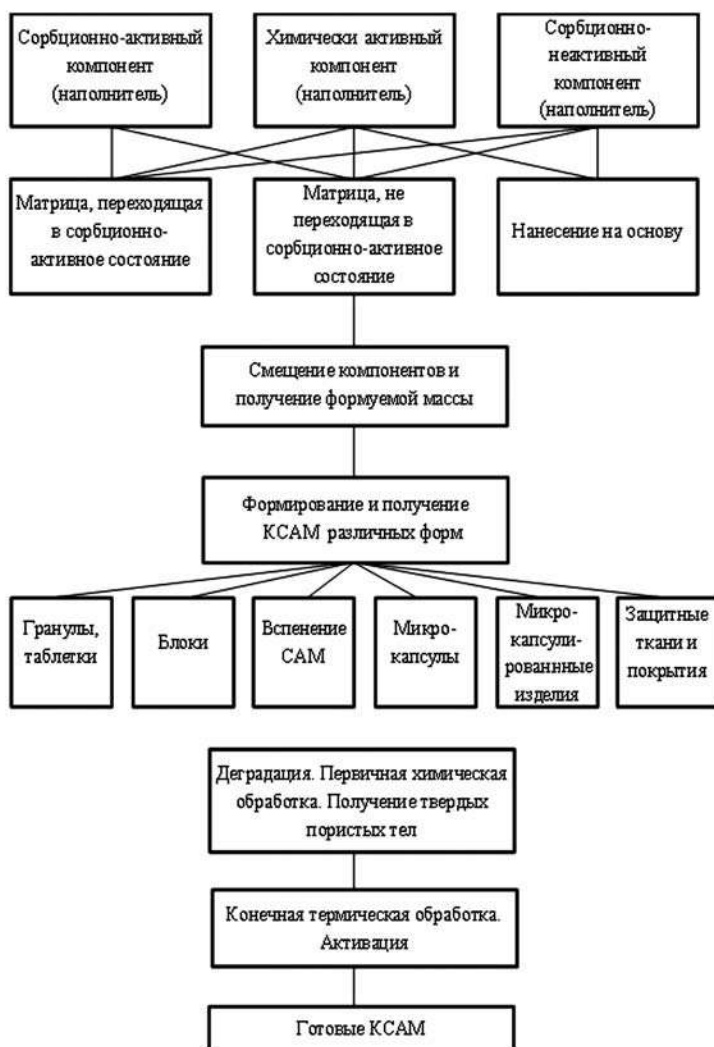 Сорбционно-активный
компонент
(наполнитель)
Химически активный
компонент
(наполнитель)
Сорбционно-
неактивный
компонент
(наполнитель)
Матрица, переходящая
в сорбционно-
активное состояние
Матрица, не
переходящая в
сорбционно-активное
состояние
Нанесение на основу
Смещение компонентов и
получение формуемой массы
Формирование и получение
КСАМ различных форм
Гранулы,
таблетки
Блоки
Вспенение
САМ
Микро-
капсулы
Микро-
капсули-
рованнные
изделия
Защитные
ткани и
покрытия
Деградация. Первичная химическая
обработка. Получение твердых
пористых тел
Конечная термическая обработка.
Активация
Готовые КСАМ